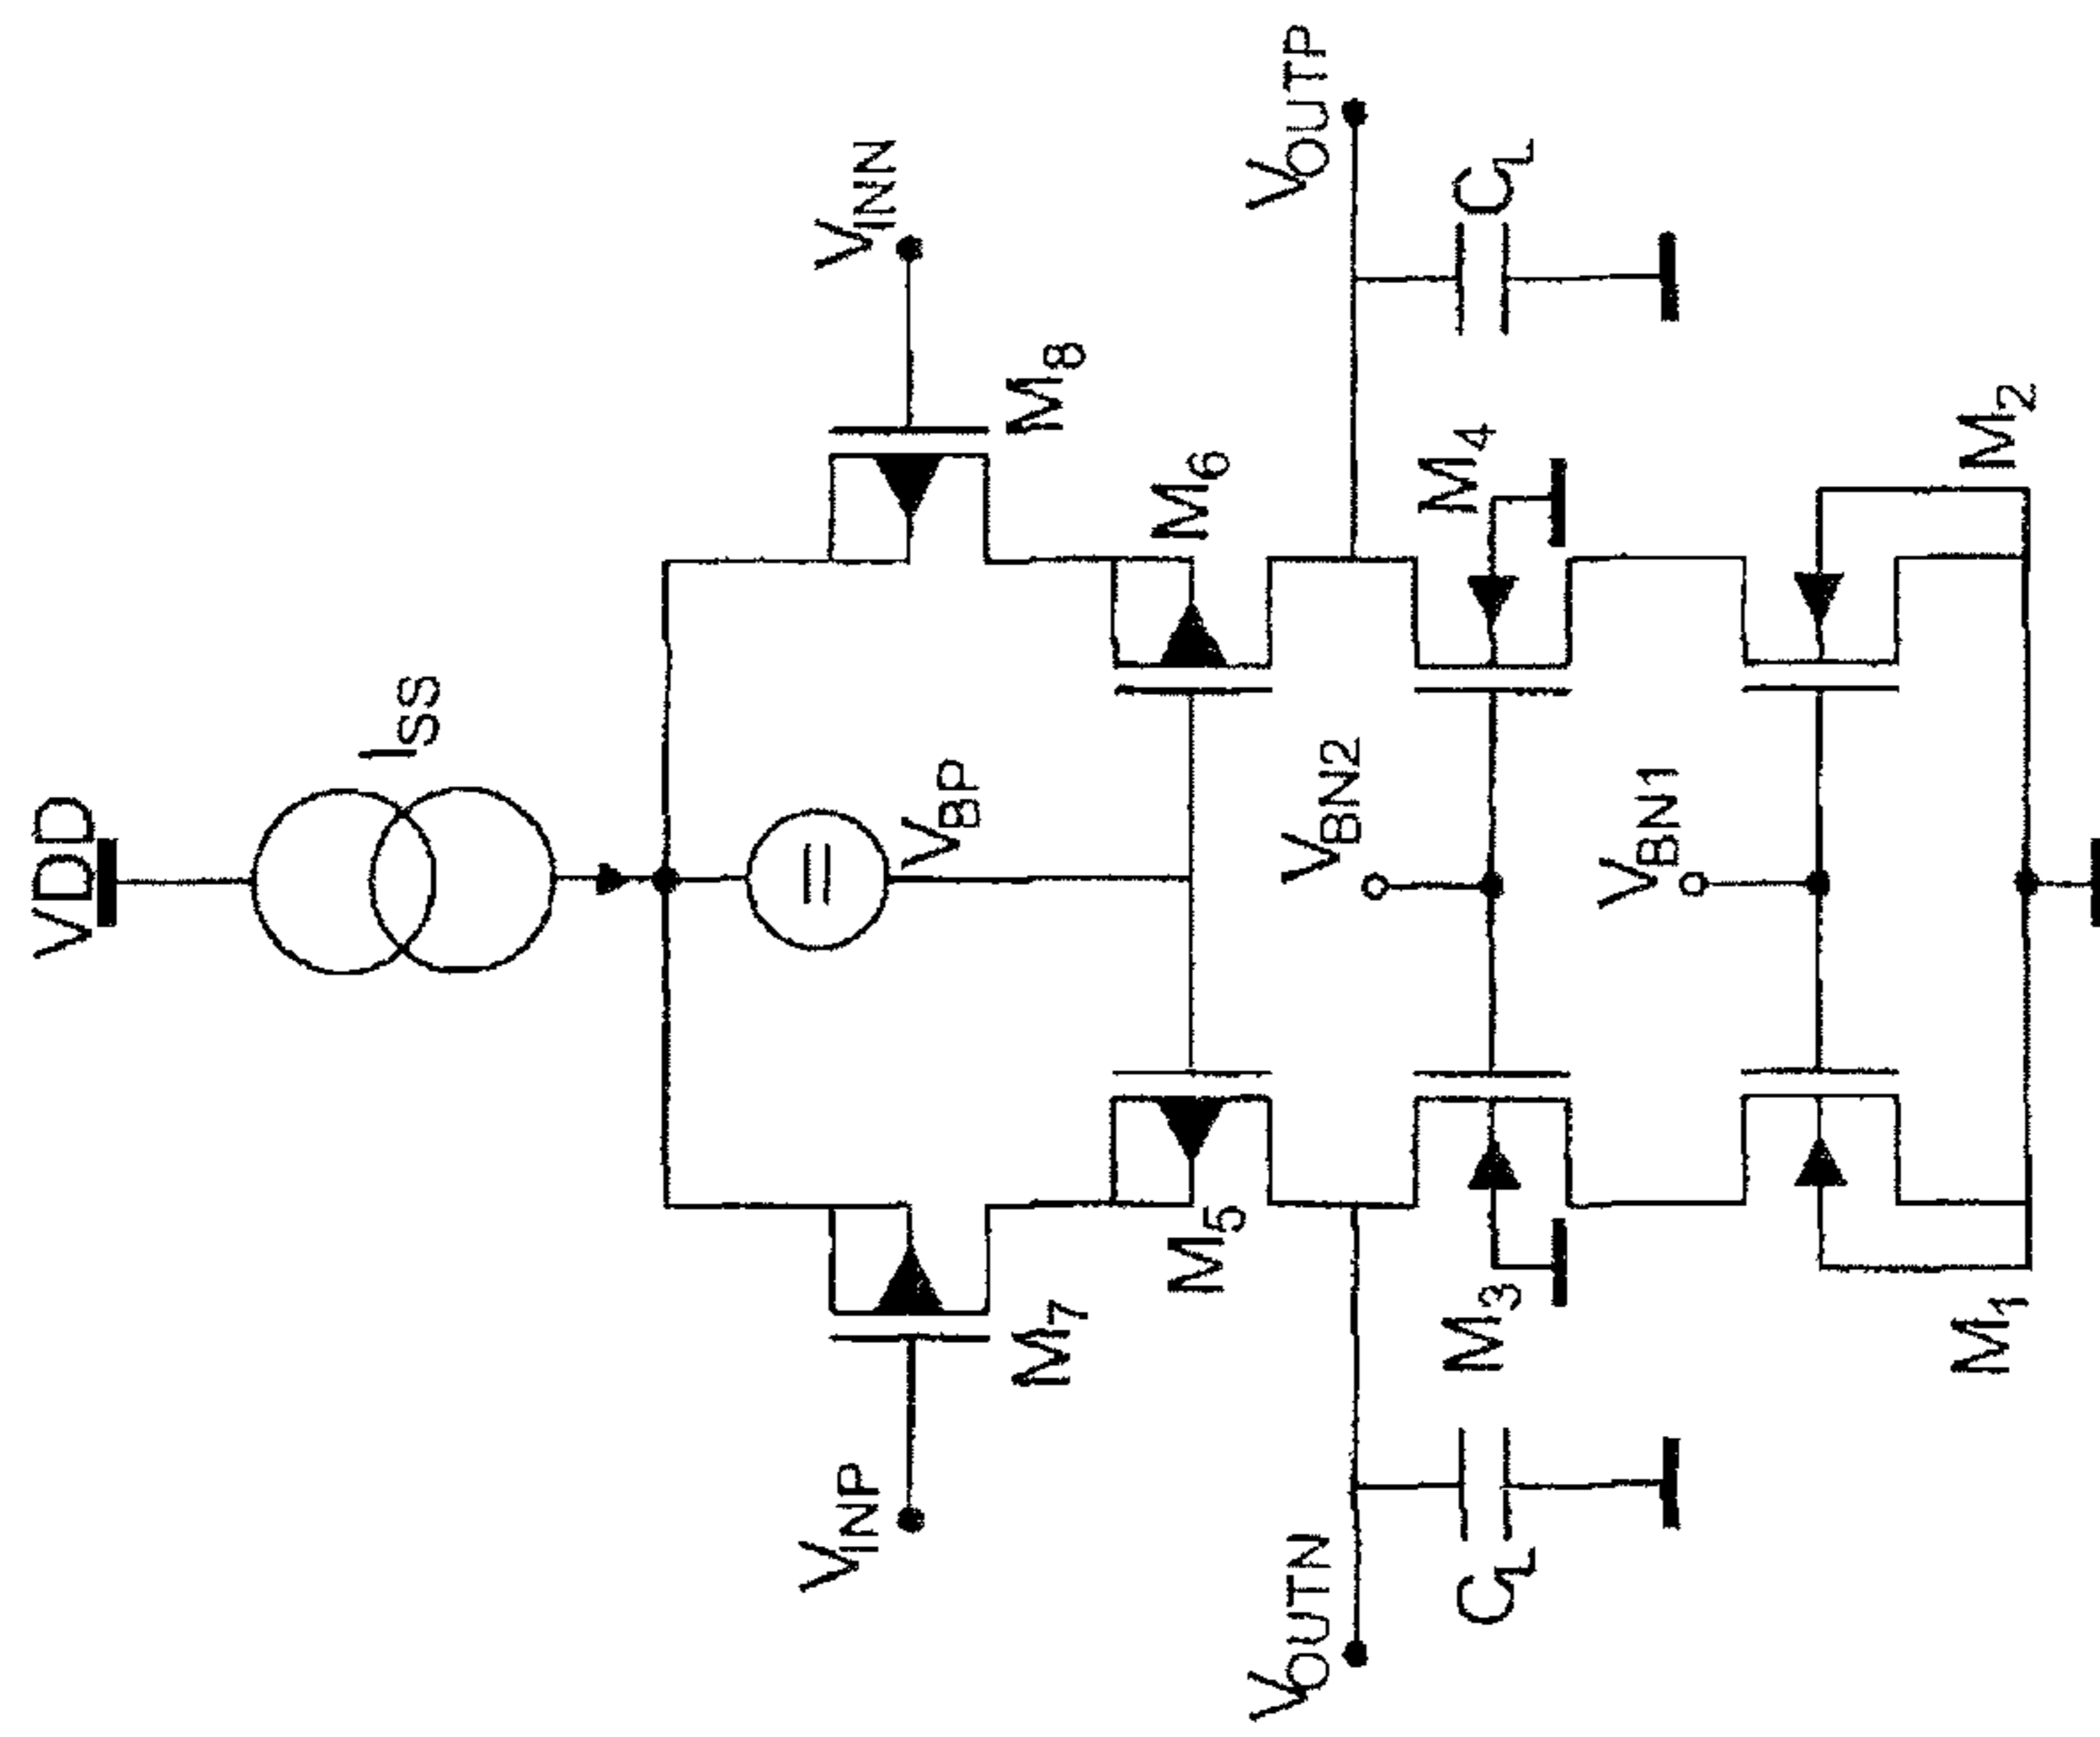 VDD
ISS
VINP
VINN
VBP
M7
M8
M5
M6
VOUTN
VOUTP
VBN2
CL
CL
M3
M4
VBN1
M1
M2